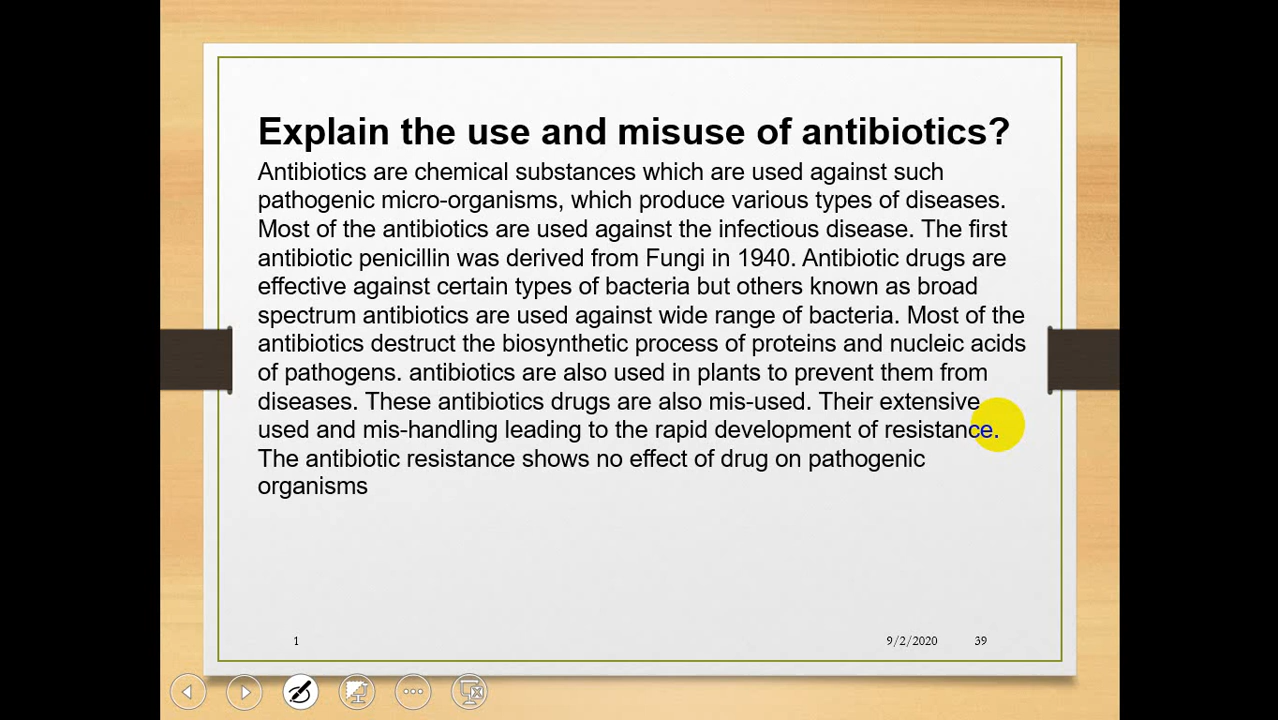 Explain the use and misuse of antibiotics?
Antibiotics are chemical substances which are used against such
pathogenic micro-organisms, which produce various types of diseases.
Most of the antibiotics are used against the infectious disease. The first
antibiotic penicillin was derived from Fungi in 1940. Antibiotic drugs are
effective against certain types of bacteria but others known as broad
spectrum antibiotics are used against wide range of bacteria. Most of the
antibiotics destruct the biosynthetic process of proteins and nucleic acids
of pathogens. antibiotics are also used in plants to prevent them from
diseases. These antibiotics drugs are also mis-used. Their extensive
used and mis-handling leading to the rapid development of resistance.
The antibiotic resistance shows no effect of drug on pathogenic
organisms
1 9/2/2020 39